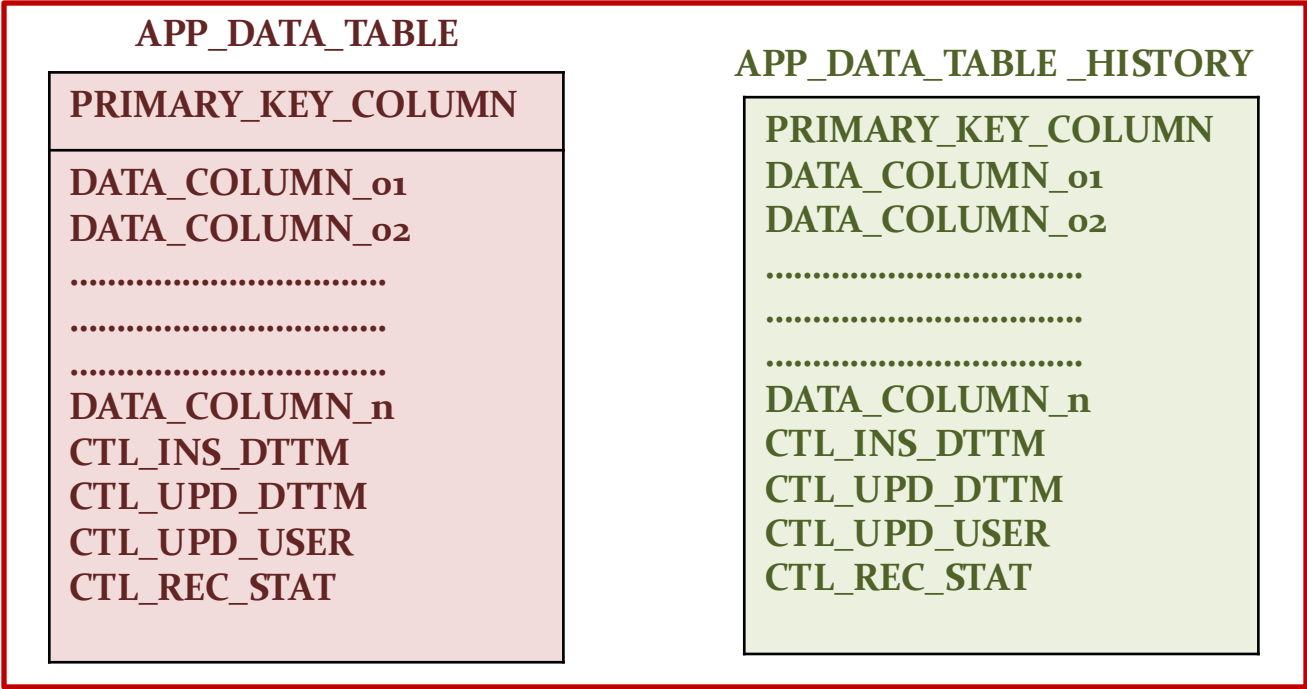 APP_DATA_TABLE
PRIMARY_KEY_COLUMN
DATA_COLUMN_01
DATA_COLUMN_02
..................................
..................................
..................................
DATA_COLUMN_n
CTL_INS_DTTM
CTL_UPD_DTTM
CTL_UPD_USER
CTL_REC_STAT
APP_DATA_TABLE _HISTORY
PRIMARY_KEY_COLUMN
DATA_COLUMN_01
DATA_COLUMN_02
..................................
..................................
..................................
DATA_COLUMN_n
CTL_INS_DTTM
CTL_UPD_DTTM
CTL_UPD_USER
CTL_REC_STAT